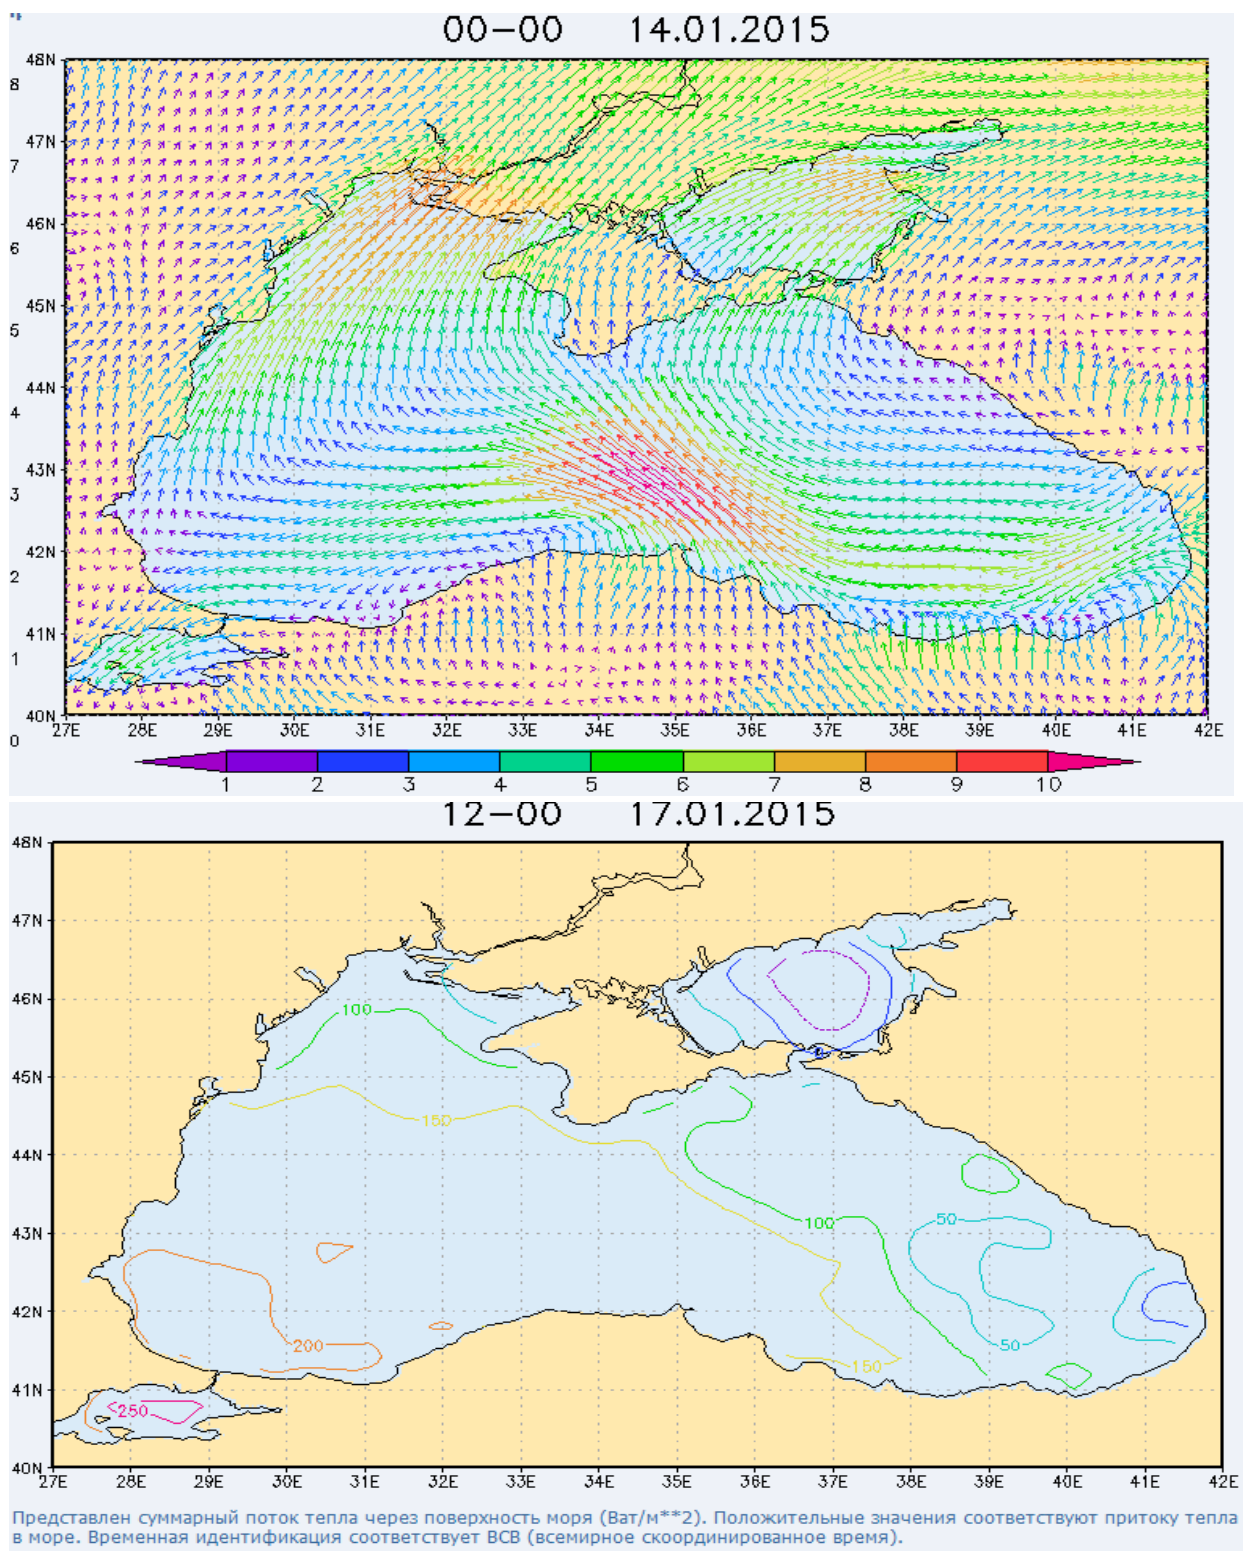 00-00 14.01.2015
48N
8
47N
7
46N
6
45N
5
44N
4
43N
3
42N
2
41N
1
40N
27E 28E 29E 30E 31E 32E 33E 34E 35E 36E 37E 38E 39E 40E 41E 42E
0
1 2 3 4 5 6 7 8 9 10
12-00 17.01.2015
48N
47N
46N
100
0
45N
150
44N
43N
100 50
42N
200 50
150
41N
250
40N
27E 28E 29E 30E 31E 32E 33E 34E 35E 36E 37E 38E 39E 40E 41E 42E
Представлен суммарный поток тепла через поверхность моря (Ват/м**2). Положительные значения соответствуют притоку тепла
в море. Временная идентификация соответствует ВСВ (всемирное скоординированное время).